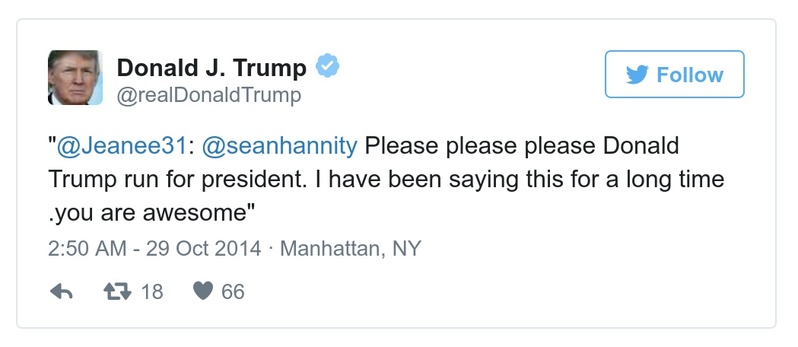 Donald J. Trump
@realDonaldTrump
Follow
"@Jeanee31: @seanhannity Please please please Donald
Trump run for president. I have been saying this for a long time
.you are awesome"
2:50 AM - 29 Oct 2014 · Manhattan, NY
18 66